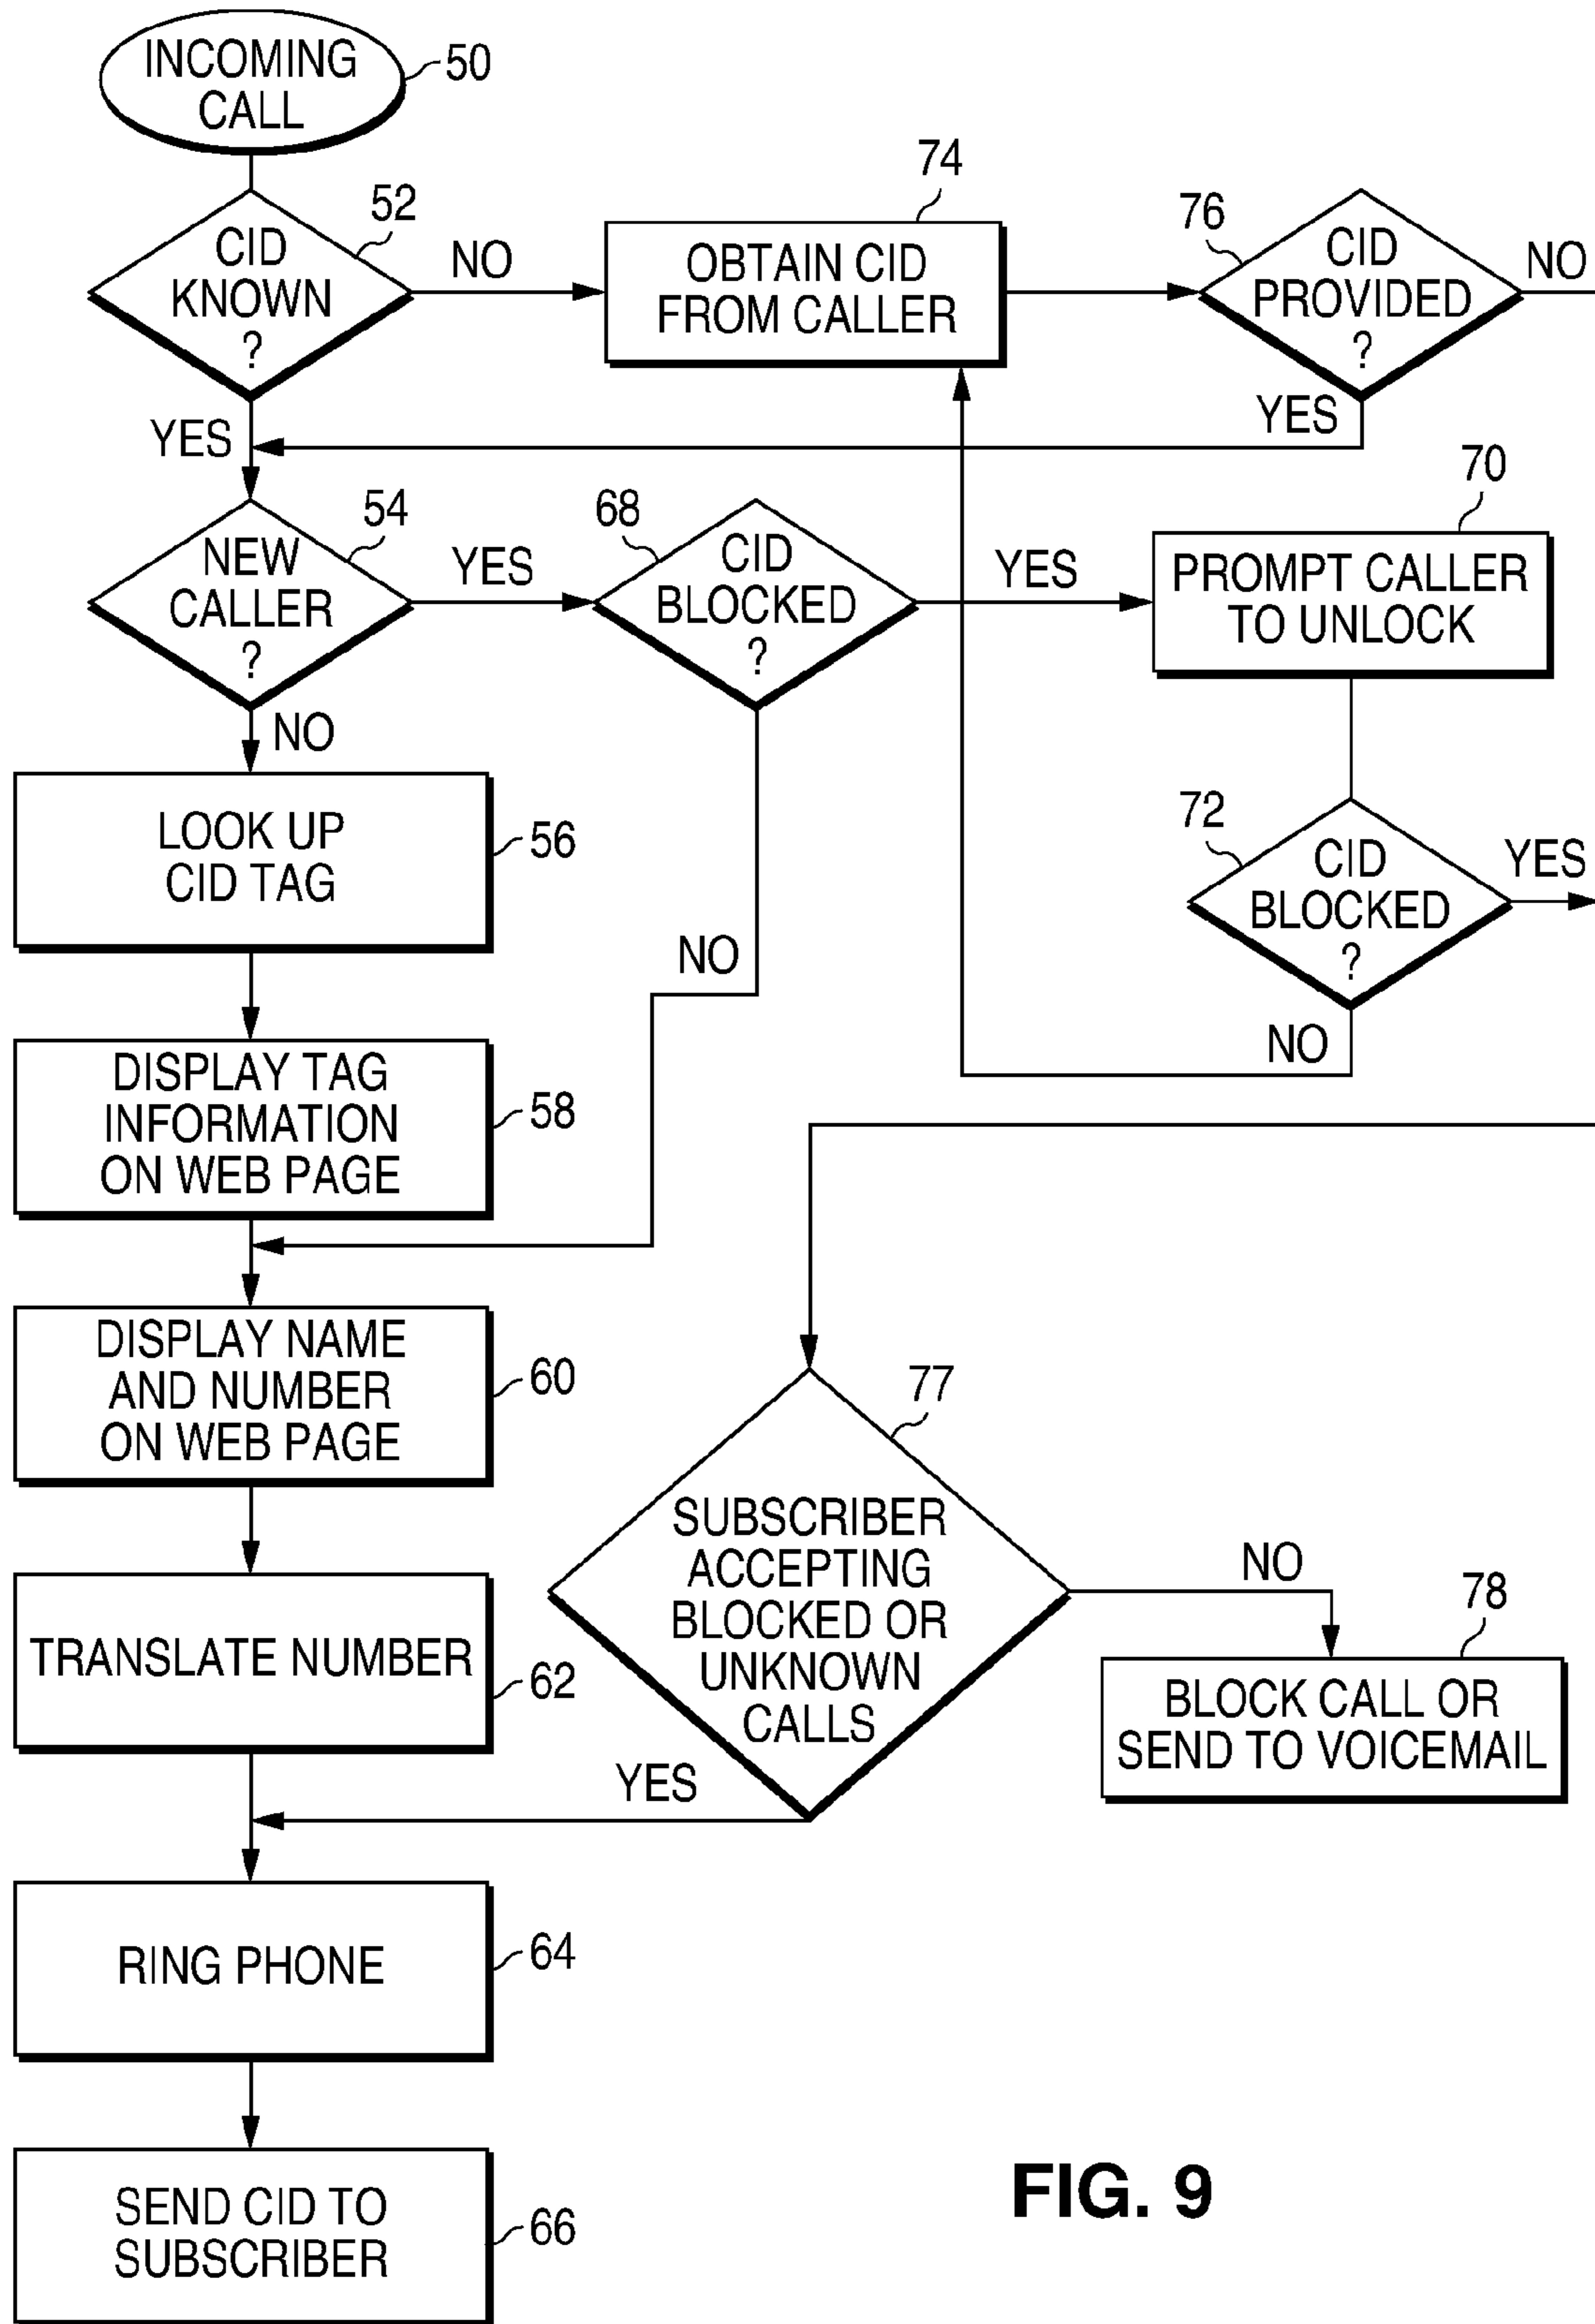 INCOMING
CALL
50
CID
KNOWN
?
52
NO
OBTAIN CID
FROM CALLER
74
CID
PROVIDED
?
76
NO
YES
YES
NEW
CALLER
?
54
YES
CID
BLOCKED
?
68
YES
PROMPT CALLER
TO UNLOCK
70
NO
LOOK UP
CID TAG
56
NO
CID
BLOCKED
?
72
YES
NO
DISPLAY TAG
INFORMATION
ON WEB PAGE
58
DISPLAY NAME
AND NUMBER
ON WEB PAGE
60
SUBSCRIBER
ACCEPTING
BLOCKED OR
UNKNOWN
CALLS
77
NO
BLOCK CALL OR
SEND TO VOICEMAIL
78
TRANSLATE NUMBER
62
YES
RING PHONE
64
SEND CID TO
SUBSCRIBER
66
FIG. 9